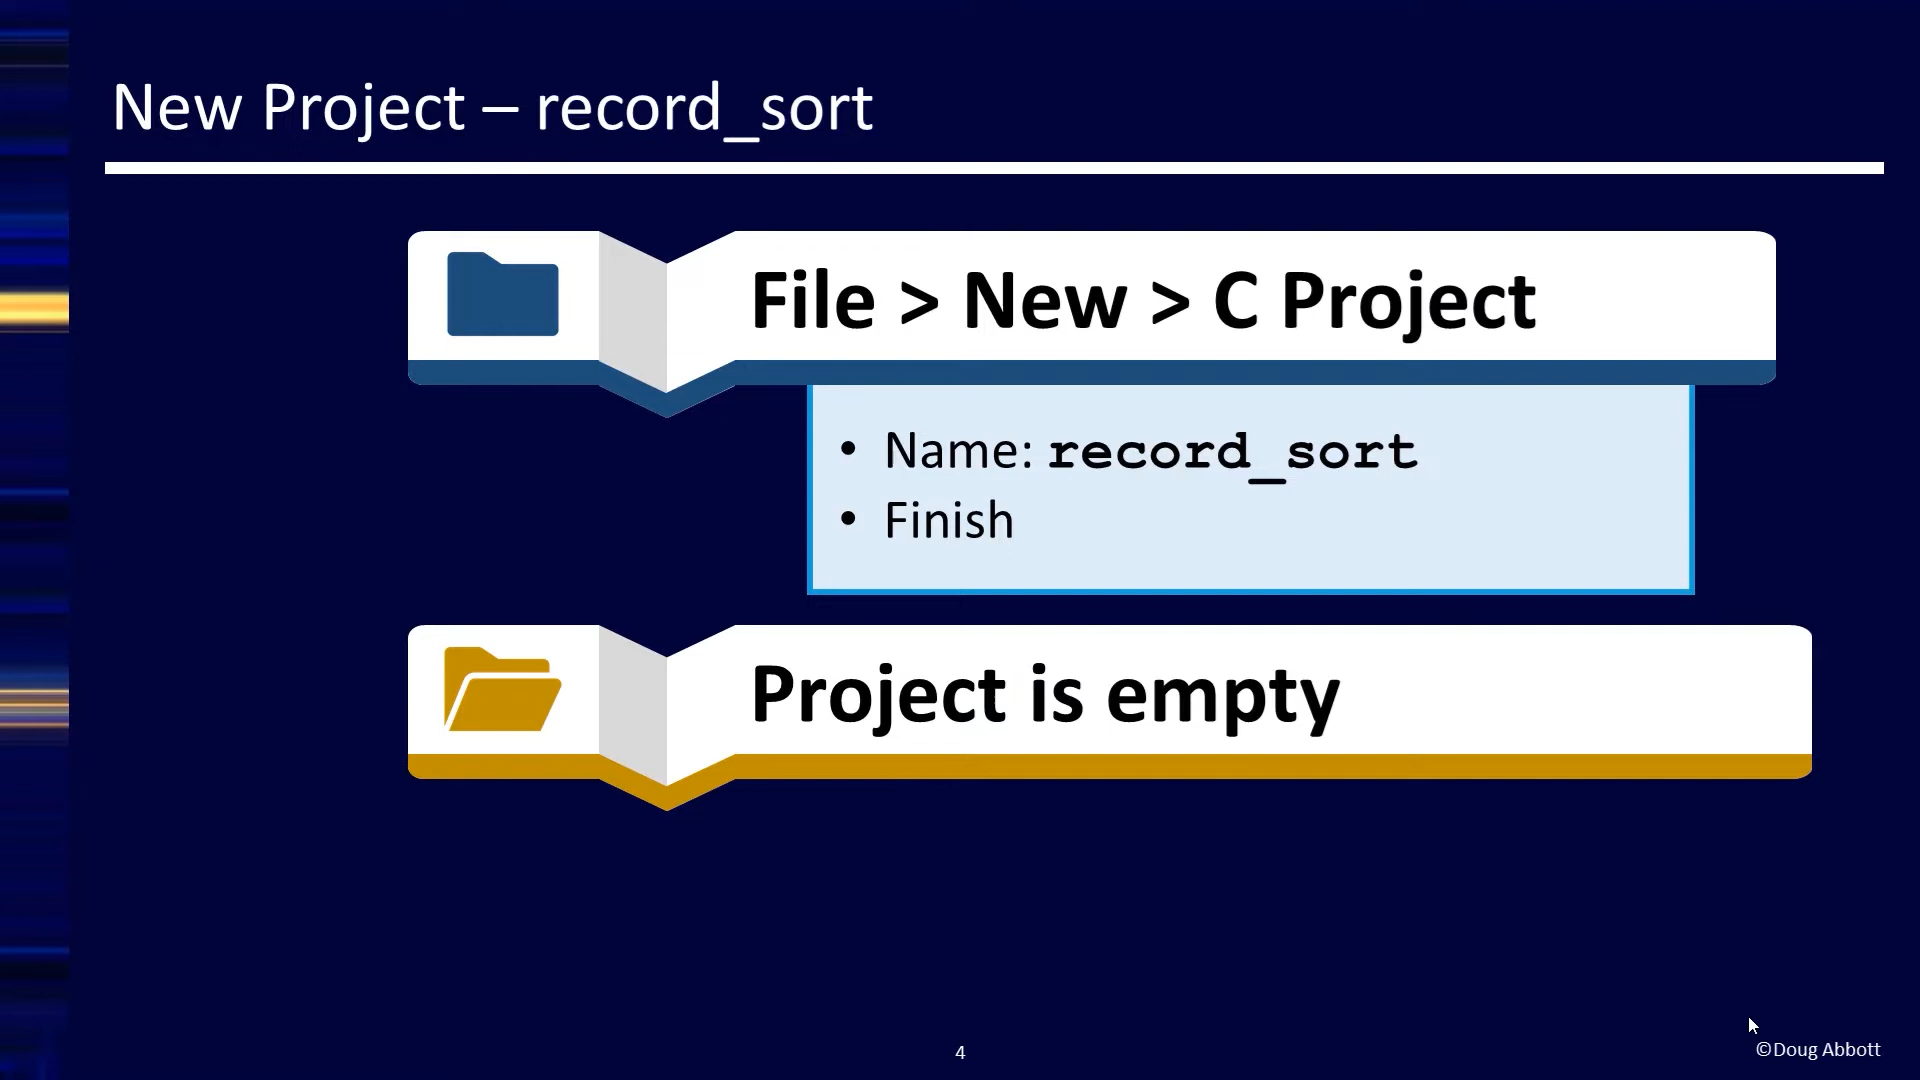 New Project – record_sort
File > New > C Project
• Name: record_sort
• Finish
Project is empty
4
©Doug Abbott